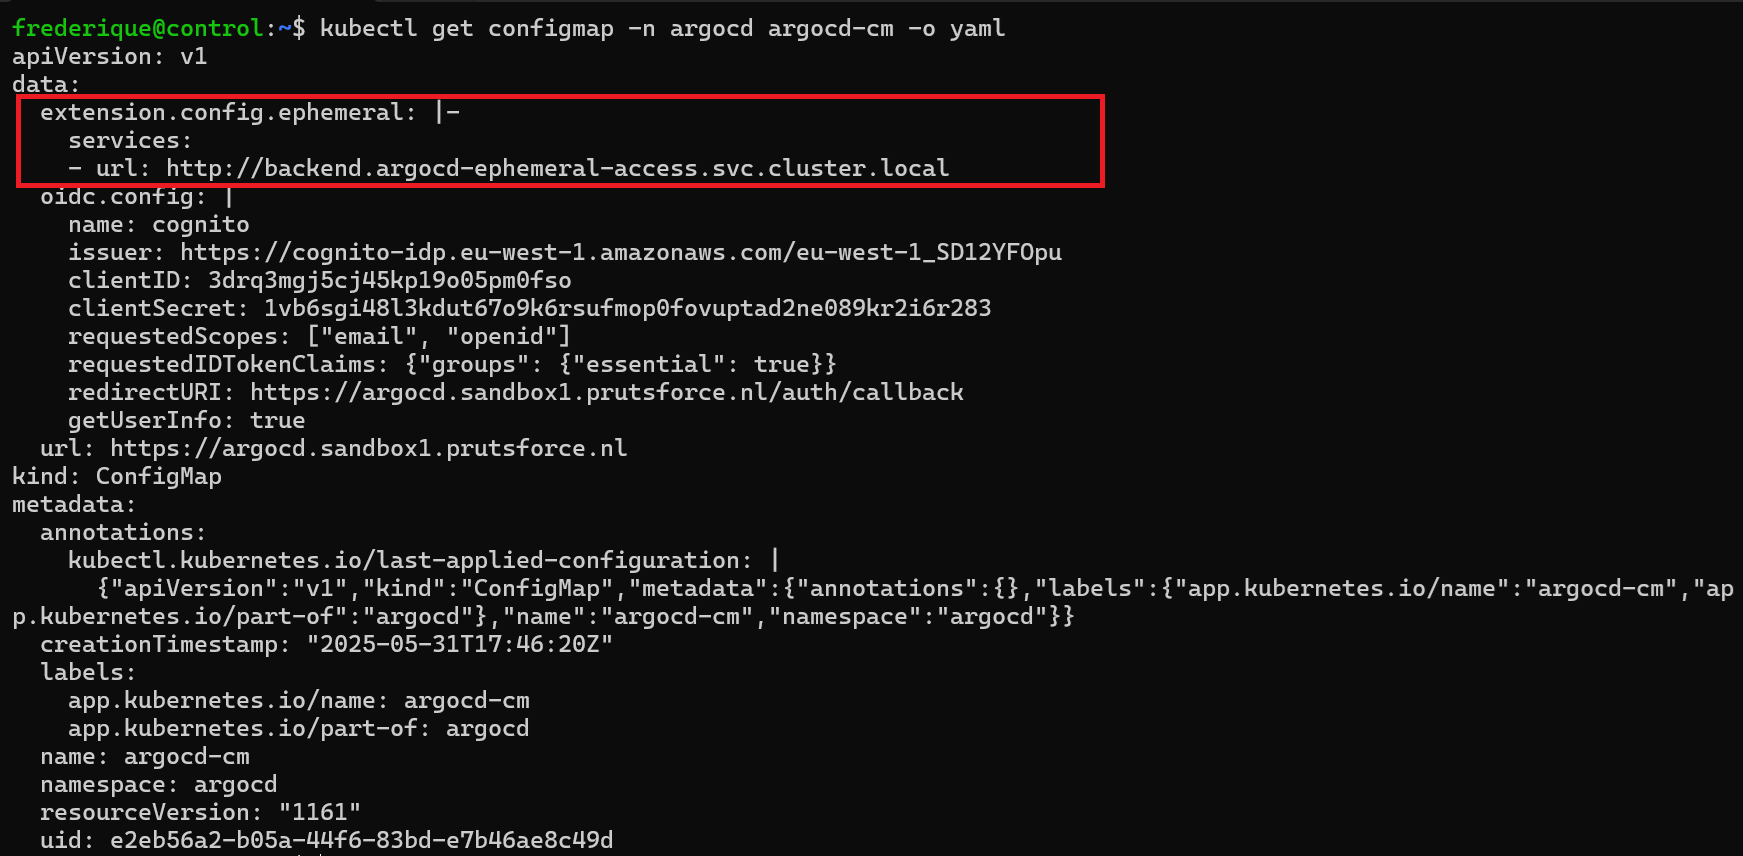 frederique@control:~$ kubectl get configmap -n argocd argocd-cm -o yaml
apiVersion: v1
data:
  extension.config.ephemeral: |-
    services:
    - url: http://backend.argocd-ephemeral-access.svc.cluster.local
  oidc.config: |
    name: cognito
    issuer: https://cognito-idp.eu-west-1.amazonaws.com/eu-west-1_SD12YFOpu
    clientID: 3drq3mgj5cj45kp19o05pm0fso
    clientSecret: 1vb6sgi48l3kdut67o9k6rsufmop0fovuptad2ne089kr2i6r283
    requestedScopes: ["email", "openid"]
    requestedIDTokenClaims: {"groups": {"essential": true}}
    redirectURI: https://argocd.sandbox1.prutsforce.nl/auth/callback
    getUserInfo: true
  url: https://argocd.sandbox1.prutsforce.nl
kind: ConfigMap
metadata:
  annotations:
    kubectl.kubernetes.io/last-applied-configuration: |
      {"apiVersion":"v1","kind":"ConfigMap","metadata":{"annotations":{},"labels":{"app.kubernetes.io/name":"argocd-cm","ap
p.kubernetes.io/part-of":"argocd"},"name":"argocd-cm","namespace":"argocd"}}
  creationTimestamp: "2025-05-31T17:46:20Z"
  labels:
    app.kubernetes.io/name: argocd-cm
    app.kubernetes.io/part-of: argocd
  name: argocd-cm
  namespace: argocd
  resourceVersion: "1161"
  uid: e2eb56a2-b05a-44f6-83bd-e7b46ae8c49d